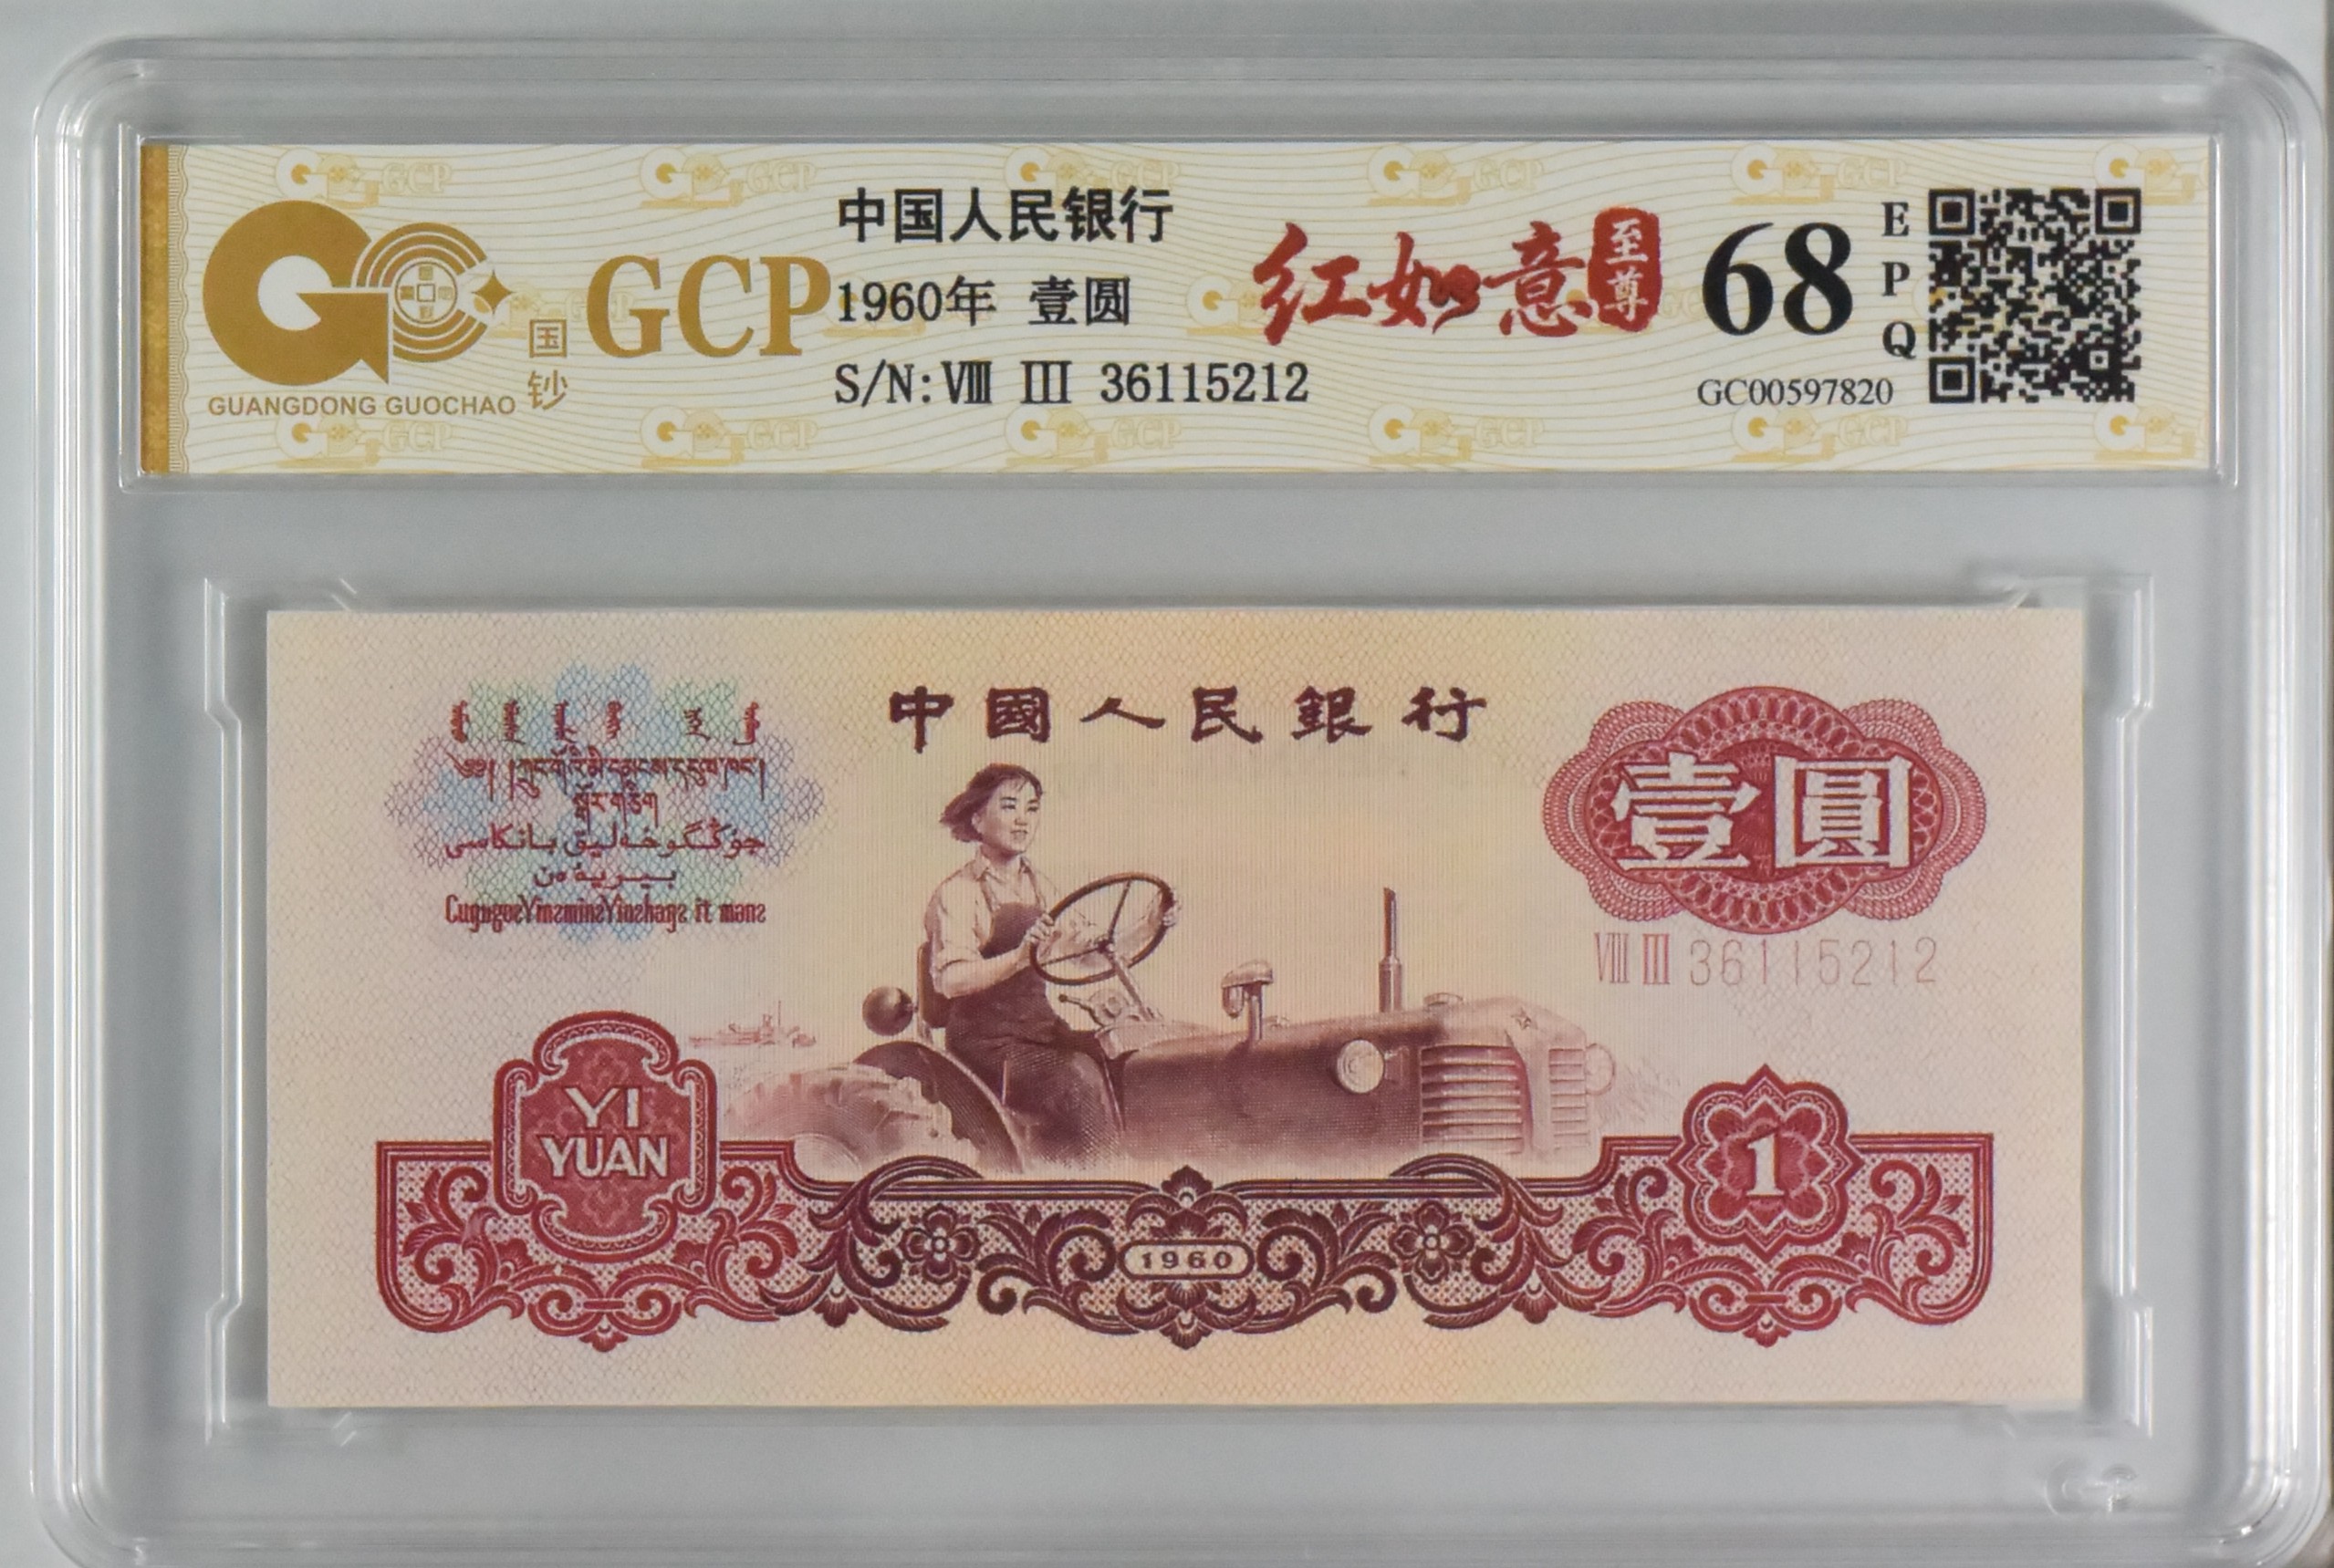 GCP
国钞
GUANGDONG GUOCHAO
中国人民银行
1960年 壹圆
S/N: Ⅷ Ⅲ 36115212
红如意
至尊
68
EPQ
GC00597820
中國人民銀行
壹圓
Ⅷ Ⅲ 36115212
YI
YUAN
1960
1